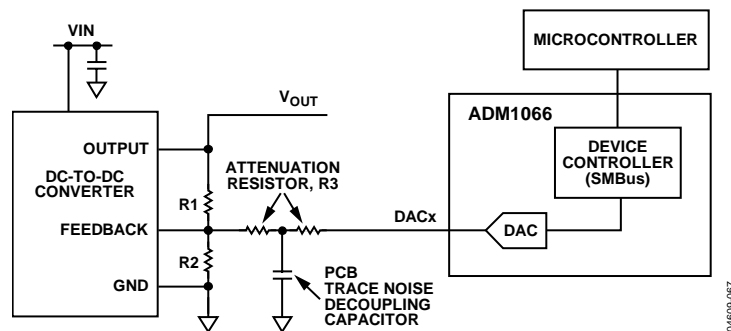 VIN
MICROCONTROLLER
VOUT
ADM1066
OUTPUT
DC-TO-DC
CONVERTER
ATTENUATION
RESISTOR, R3
DEVICE
CONTROLLER
(SMBus)
R1
FEEDBACK
DACx
DAC
R2
GND
PCB
TRACE NOISE
DECOUPLING
CAPACITOR
04609-067